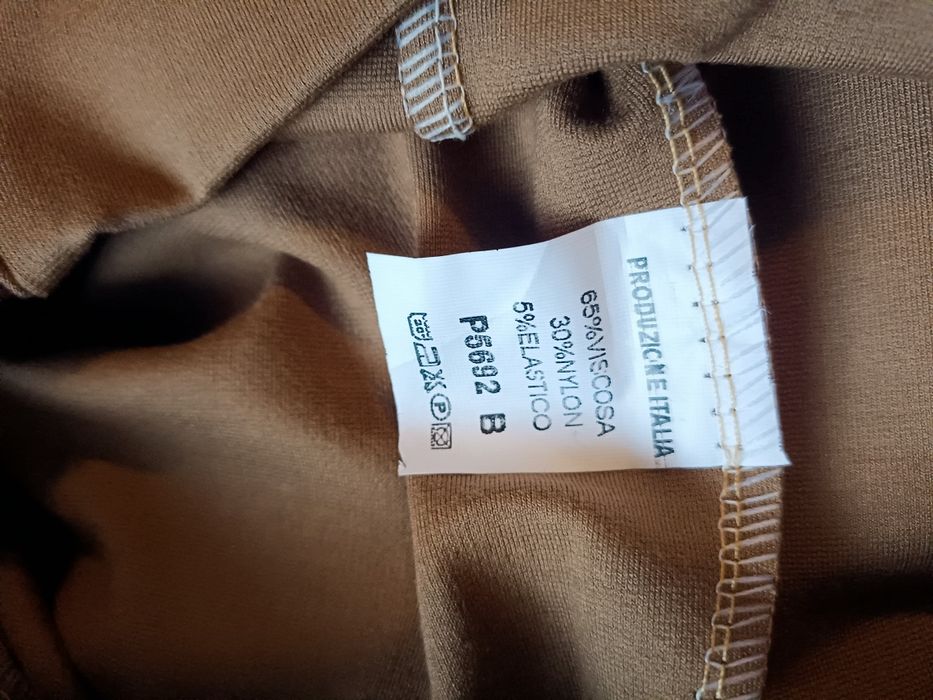 PRODUZIONE ITALIA
65%VISCOSA
30%NYLON
5%ELASTICO
P5692 B